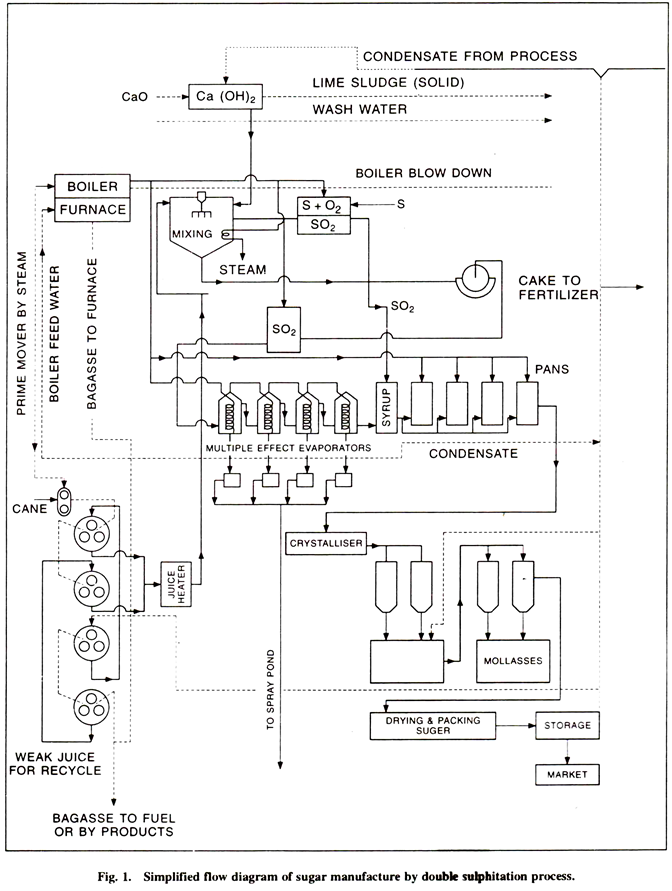 CONDENSATE FROM PROCESS
LIME SLUDGE (SOLID)
CaO
Ca (OH)2
WASH WATER
BOILER BLOW DOWN
BOILER
FURNACE
S + O2
S
SO2
MIXING
STEAM
PRIME MOVER BY STEAM
BOILER FEED WATER
BAGASSE TO FURNACE
CAKE TO
FERTILIZER
SO2
SO2
PANS
SYRUP
MULTIPLE EFFECT EVAPORATORS
CONDENSATE
CANE
CRYSTALLISER
JUICE
HEATER
TO SPRAY POND
MOLLASSES
DRYING & PACKING
SUGER
STORAGE
MARKET
WEAK JUICE
FOR RECYCLE
BAGASSE TO FUEL
OR BY PRODUCTS
Fig. 1. Simplified flow diagram of sugar manufacture by double sulphitation process.